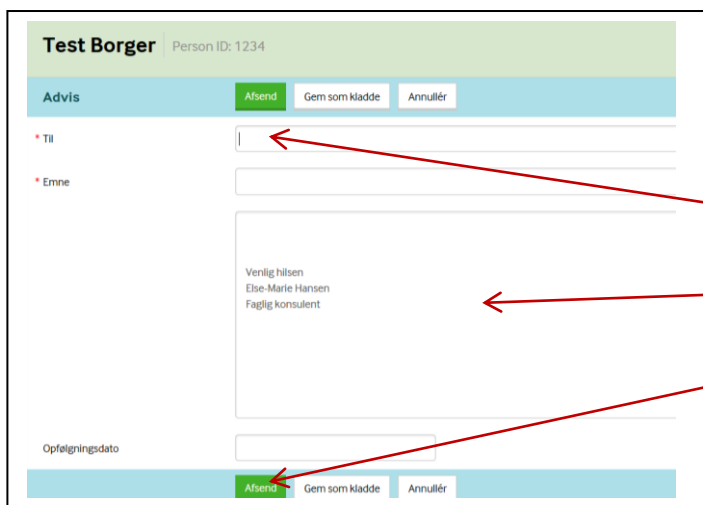 Test Borger Person ID: 1234
Advis Afsend Gem som kladde Annullér
* Til
* Emne
Venlig hilsen
Else-Marie Hansen
Faglig konsulent
Opfølgningsdato
Afsend Gem som kladde Annullér